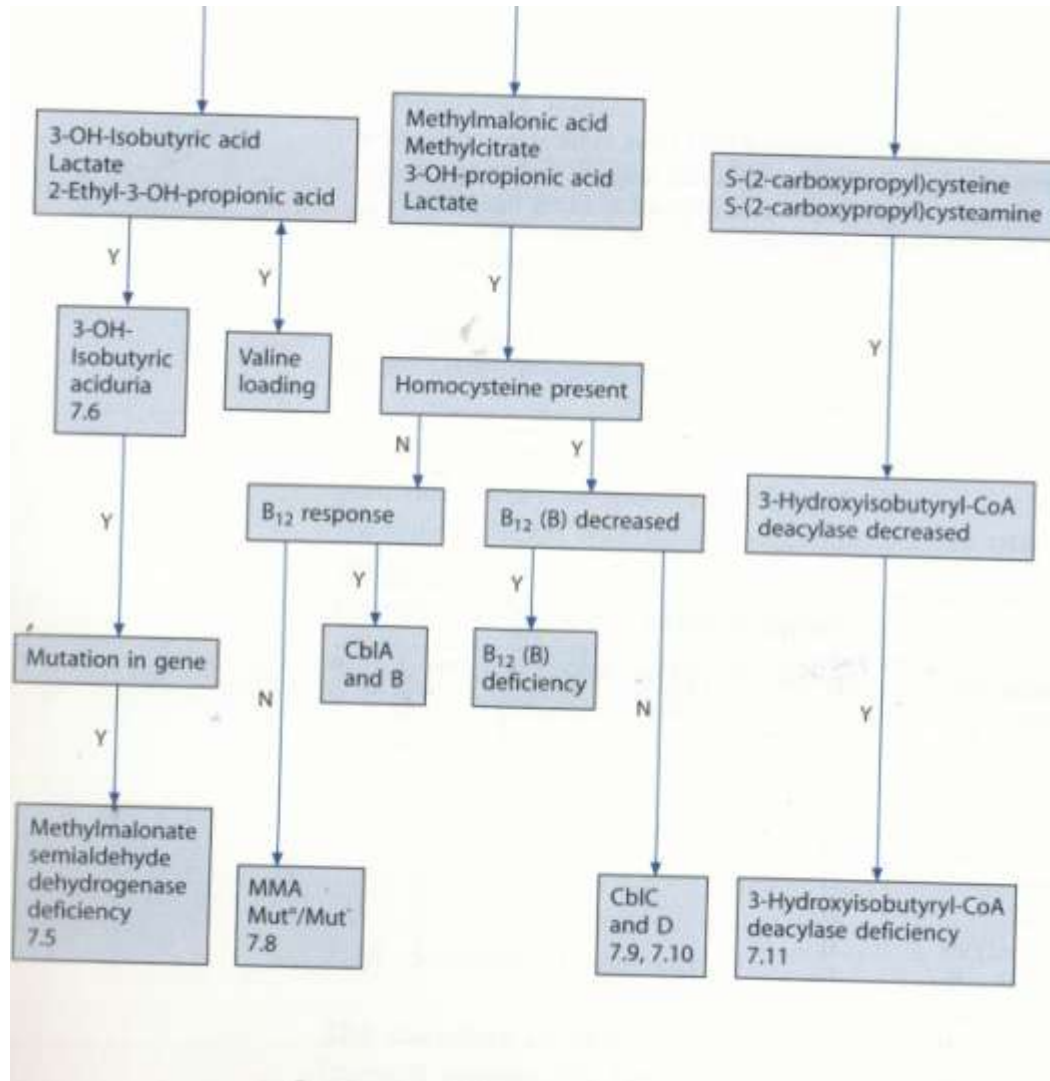 3-OH-Isobutyric acid
Lactate
2-Ethyl-3-OH-propionic acid
Methylmalonic acid
Methylcitrate
3-OH-propionic acid
Lactate
S-(2-carboxypropyl)cysteine
S-(2-carboxypropyl)cysteamine
Y
Y
Y
Y
3-OH-
Isobutyric
aciduria
7.6
Valine
loading
Homocysteine present
N
Y
Y
B₁₂ response
B₁₂ (B) decreased
3-Hydroxyisobutyryl-CoA
deacylase decreased
Y
Y
CblA
and B
B₁₂ (B)
deficiency
Mutation in gene
N
N
Y
Y
Methylmalonate
semialdehyde
dehydrogenase
deficiency
7.5
MMA
Mut°/Mut⁻
7.8
CblC
and D
7.9, 7.10
3-Hydroxyisobutyryl-CoA
deacylase deficiency
7.11